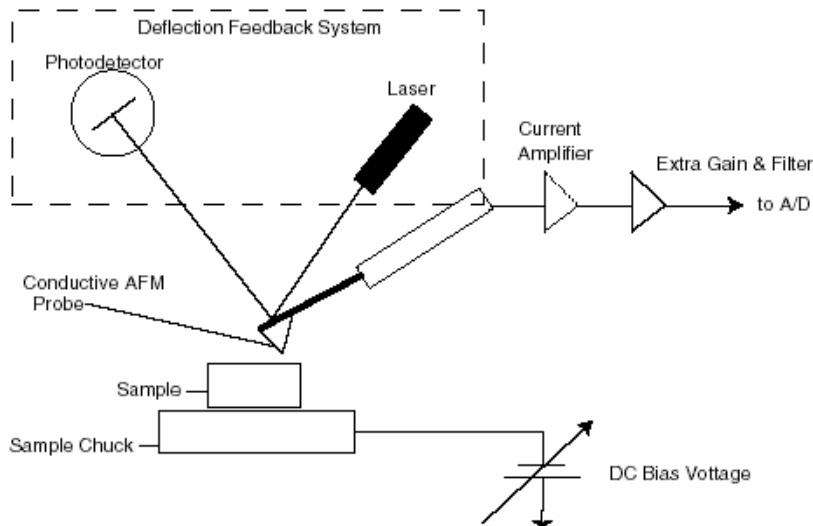 Deflection Feedback System
Photodetector
Laser
Current
Amplifier
Extra Gain & Filter
to A/D
Conductive AFM
Probe
Sample
Sample Chuck
DC Bias Vottage